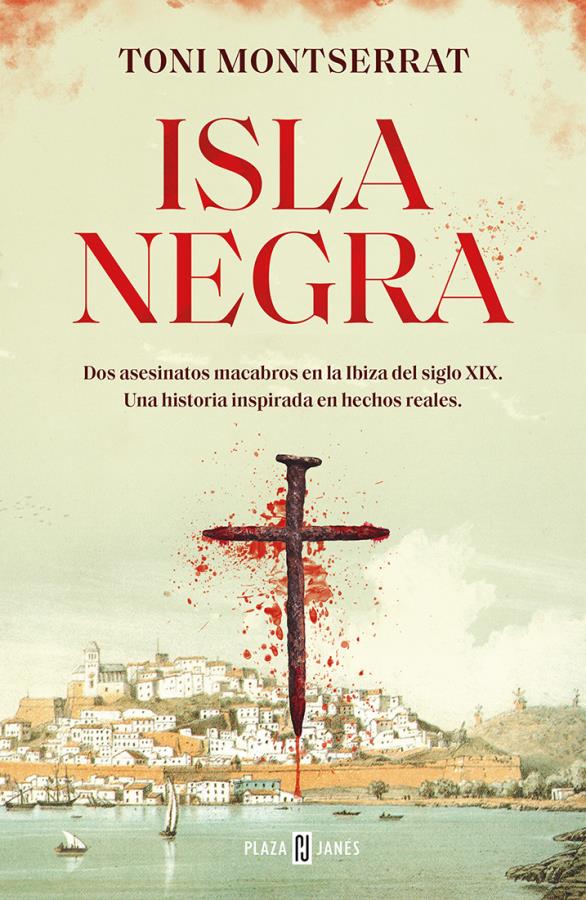 TONI MONTSERRAT
ISLA
NEGRA
Dos asesinatos macabros en la Ibiza del siglo XIX.
Una historia inspirada en hechos reales.
PLAZA JANÉS